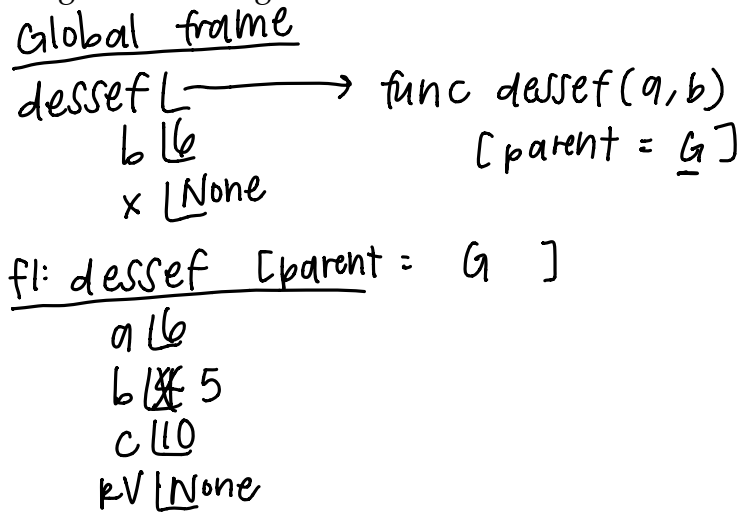 Global frame
dessef func dessef(a,b)
b 6 [parent = G]
x None
f1: dessef [parent = G ]
a 6
b 5
c 10
RV None